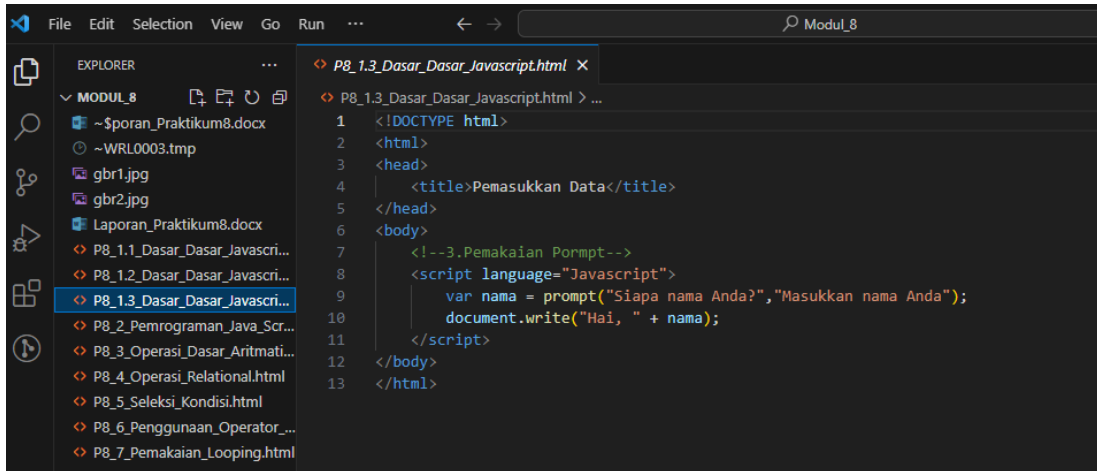 File Edit Selection View Go Run ... Modul_8
EXPLORER ...
MODUL_8
~$poran_Praktikum8.docx
~WRL0003.tmp
gbr1.jpg
gbr2.jpg
Laporan_Praktikum8.docx
P8_1.1_Dasar_Dasar_Javascri...
P8_1.2_Dasar_Dasar_Javascri...
P8_1.3_Dasar_Dasar_Javascri...
P8_2_Pemrograman_Java_Scr...
P8_3_Operasi_Dasar_Aritmati...
P8_4_Operasi_Relational.html
P8_5_Seleksi_Kondisi.html
P8_6_Penggunaan_Operator_...
P8_7_Pemakaian_Looping.html
P8_1.3_Dasar_Dasar_Javascript.html
P8_1.3_Dasar_Dasar_Javascript.html > ...
1 <!DOCTYPE html>
2 <html>
3 <head>
4 <title>Pemasukkan Data</title>
5 </head>
6 <body>
7 <!--3.Pemakaian Pormpt-->
8 <script language="Javascript">
9 var nama = prompt("Siapa nama Anda?","Masukkan nama Anda");
10 document.write("Hai, " + nama);
11 </script>
12 </body>
13 </html>